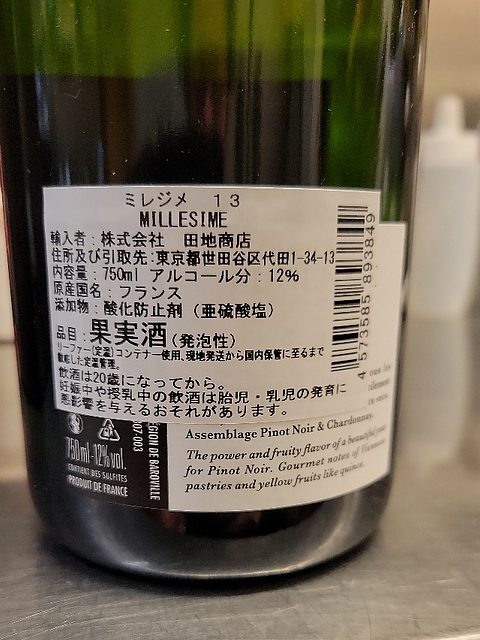 ミレジメ 13
MILLESIME
輸入者：株式会社 田地商店
住所及び引取先：東京都世田谷区代田1-34-13
内容量：750ml アルコール分：12%
原産国名：フランス
添加物：酸化防止剤（亜硫酸塩）
品目：果実酒（発泡性）
リーファー(定温)コンテナー使用、現地発送から国内保管に至るまで
徹底した定温管理。
飲酒は20歳になってから。
妊娠中や授乳中の飲酒は胎児・乳児の発育に
悪影響を与えるおそれがあります。
4 573585 893849
Assemblage Pinot Noir & Chardonnay.
The power and fruity flavor of a beautiful
for Pinot Noir. Gourmet notes of
pastries and yellow fruits like quince.
750ml-12%vol.
CONTIENT DES SULFITES
PRODUIT DE FRANCE
07-003
ÉGION DE BAROVILLE